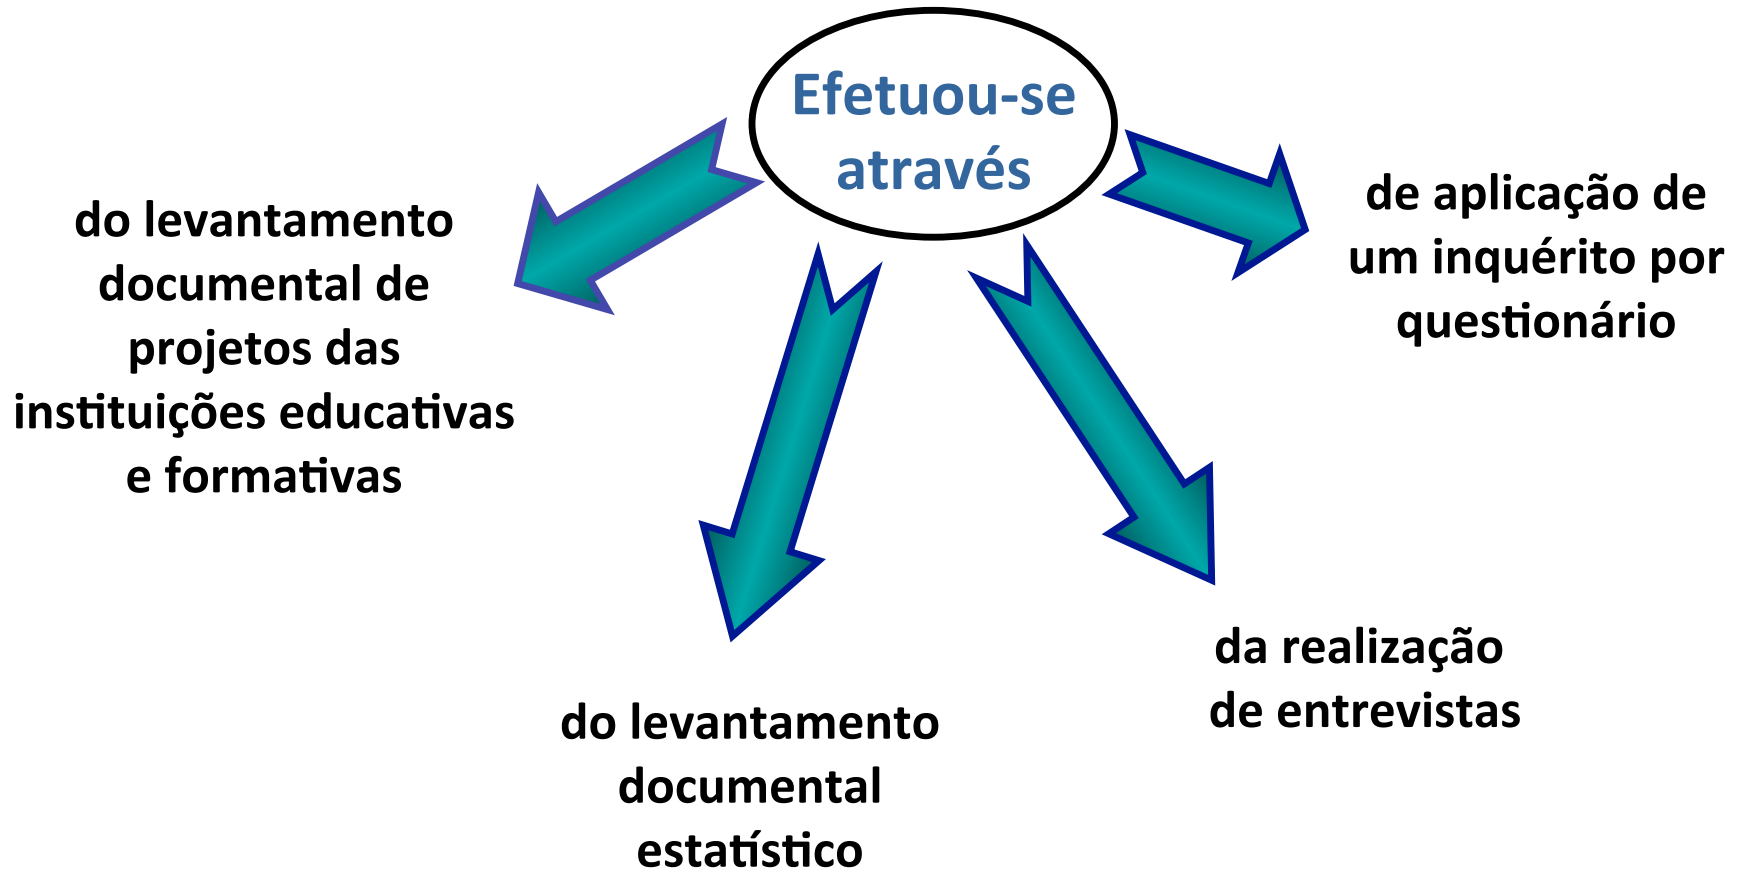 Efetuou-se
através
do levantamento
documental de
projetos das
instituições educativas
e formativas
do levantamento
documental
estatístico
da realização
de entrevistas
de aplicação de
um inquérito por
questionário